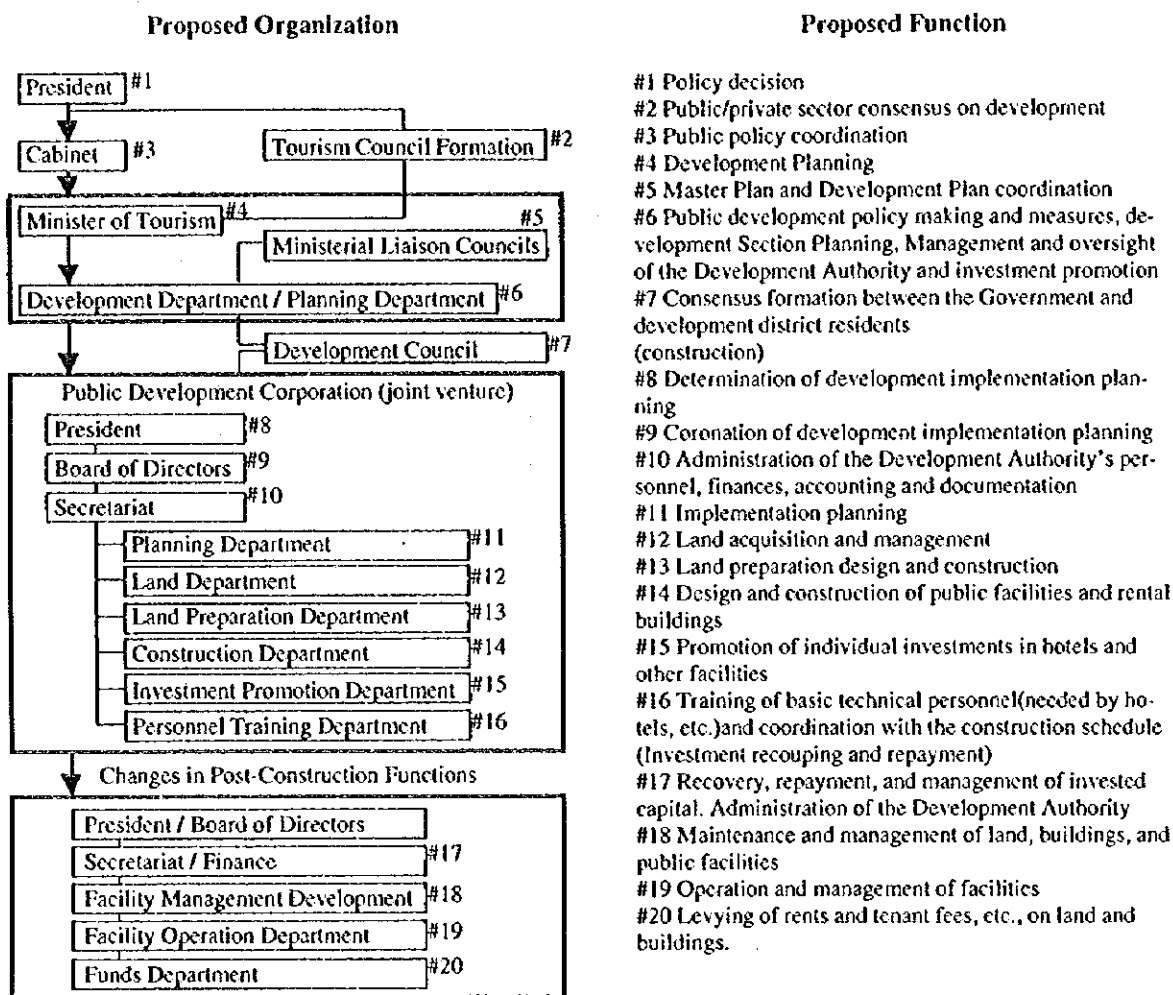 Proposed Organization
President #1
Cabinet #3
Tourism Council Formation #2
Minister of Tourism #4
#5
Ministerial Liaison Councils
Development Department / Planning Department #6
Development Council #7
Public Development Corporation (joint venture)
President #8
Board of Directors #9
Secretariat #10
Planning Department #11
Land Department #12
Land Preparation Department #13
Construction Department #14
Investment Promotion Department #15
Personnel Training Department #16
Changes in Post-Construction Functions
President / Board of Directors
Secretariat / Finance #17
Facility Management Development #18
Facility Operation Department #19
Funds Department #20
Proposed Function
#1 Policy decision
#2 Public/private sector consensus on development
#3 Public policy coordination
#4 Development Planning
#5 Master Plan and Development Plan coordination
#6 Public development policy making and measures, de-
velopment Section Planning, Management and oversight
of the Development Authority and investment promotion
#7 Consensus formation between the Government and
development district residents
(construction)
#8 Determination of development implementation plan-
ning
#9 Coronation of development implementation planning
#10 Administration of the Development Authority's per-
sonnel, finances, accounting and documentation
#11 Implementation planning
#12 Land acquisition and management
#13 Land preparation design and construction
#14 Design and construction of public facilities and rental
buildings
#15 Promotion of individual investments in hotels and
other facilities
#16 Training of basic technical personnel(needed by ho-
tels, etc.)and coordination with the construction schedule
(Investment recouping and repayment)
#17 Recovery, repayment, and management of invested
capital. Administration of the Development Authority
#18 Maintenance and management of land, buildings, and
public facilities
#19 Operation and management of facilities
#20 Levying of rents and tenant fees, etc., on land and
buildings.